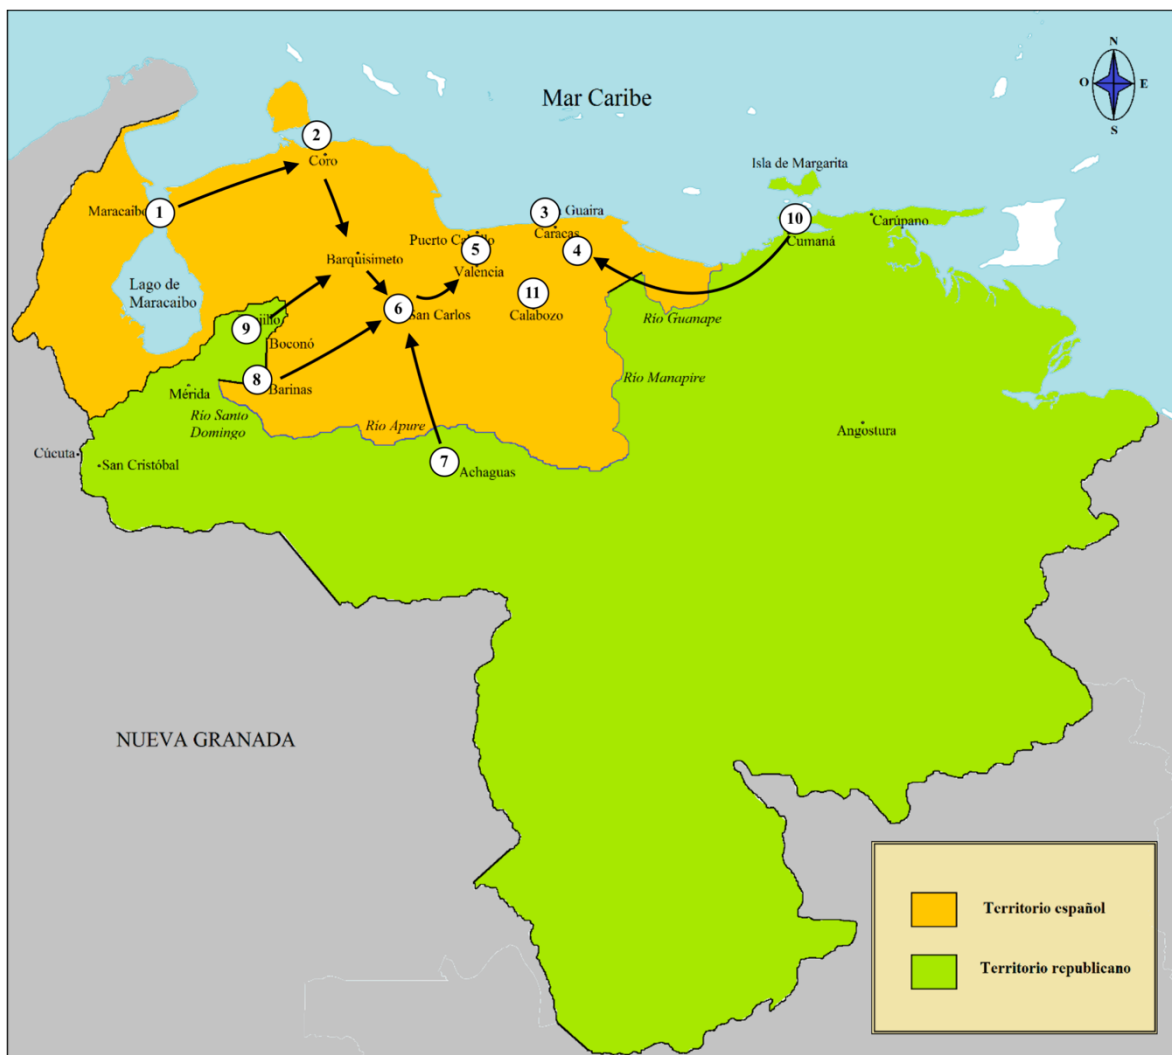 N
O
E
S
Mar Caribe
2
Coro
Isla de Margarita
Maracaibo
1
3
Guaira
Caracas
10
Cumaná
Carúpano
Puerto
5
4
Valencia
Barquisimeto
Lago de
Maracaibo
11
Calabozo
6
San Carlos
Río Guanape
9
Boconó
8
Barinas
Mérida
Río Manapire
Río Santo
Domingo
Río Apure
Angostura
Cúcuta
San Cristóbal
7
Achaguas
NUEVA GRANADA
Territorio español
Territorio republicano